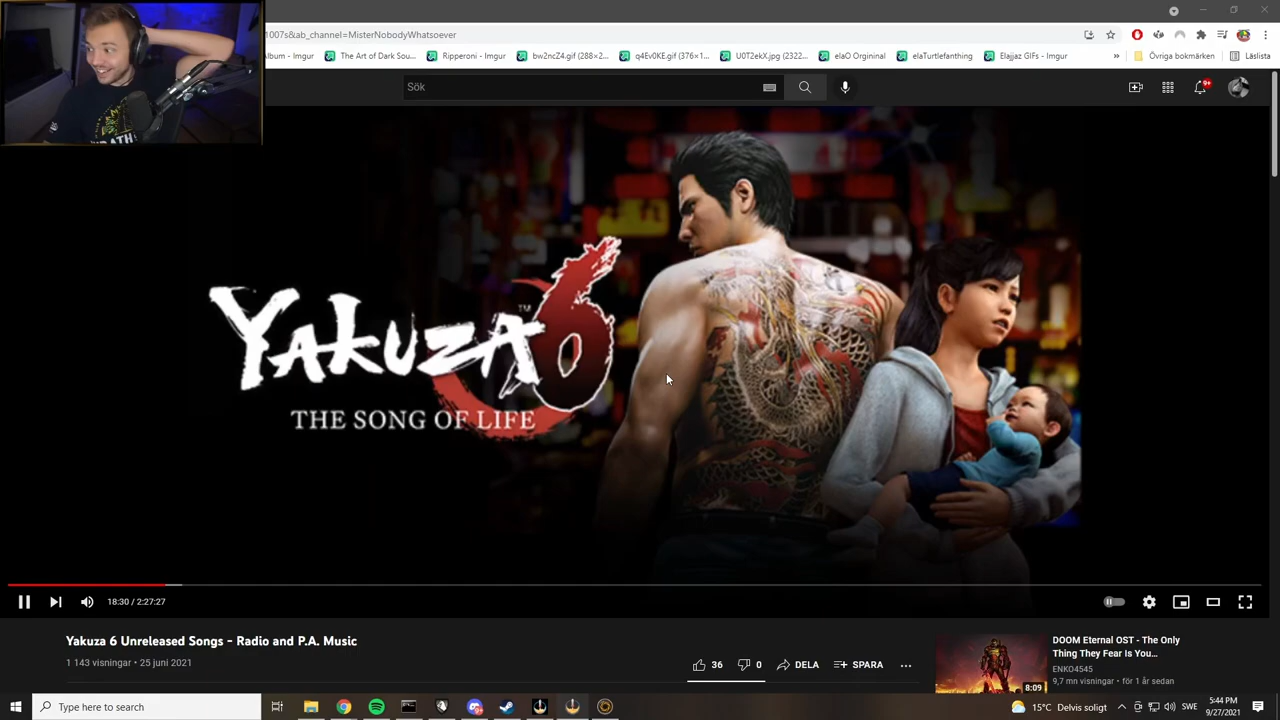 1007s&ab_channel=MisterNobodyWhatsoever
lbum - Imgur
The Art of Dark Sou...
Ripperoni - Imgur
bw2ncZ4.gif (288×2...
q4Ev0KE.gif (376×1...
U0T2ekX.jpg (2322...
elaO Orgininal
elaTurtlefanthing
Elajjaz GIFs - Imgur
»
Övriga bokmärken
Läslista
Sök
9+
YAKUZA 6 ™
THE SONG OF LIFE
18:30 / 2:27:27
Yakuza 6 Unreleased Songs - Radio and P.A. Music
1 143 visningar • 25 juni 2021
36
0
DELA
SPARA
DOOM Eternal OST - The Only
Thing They Fear Is You...
ENKO4545
9,7 mn visningar • för 1 år sedan
8:09
Type here to search
15°C Delvis soligt
SWE
5:44 PM
9/27/2021